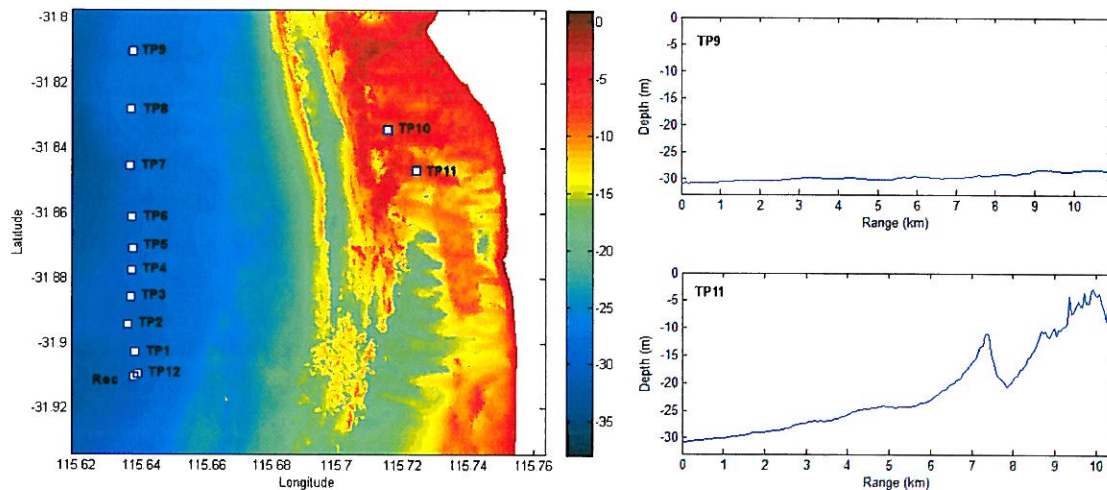 -31.8
-31.82
-31.84
-31.86
-31.88
-31.9
-31.92
Latitude
TP9
TP8
TP7
TP6
TP5
TP4
TP3
TP2
TP1
Rec
TP12
TP10
TP11
115.62 115.64 115.66 115.68 115.7 115.72 115.74 115.76
Longitude
0
-5
-10
-15
-20
-25
-30
-35
TP9
0
-5
-10
-15
-20
-25
-30
Depth (m)
0 1 2 3 4 5 6 7 8 9 10
Range (km)
TP11
0
-5
-10
-15
-20
-25
-30
Depth (m)
0 1 2 3 4 5 6 7 8 9 10
Range (km)